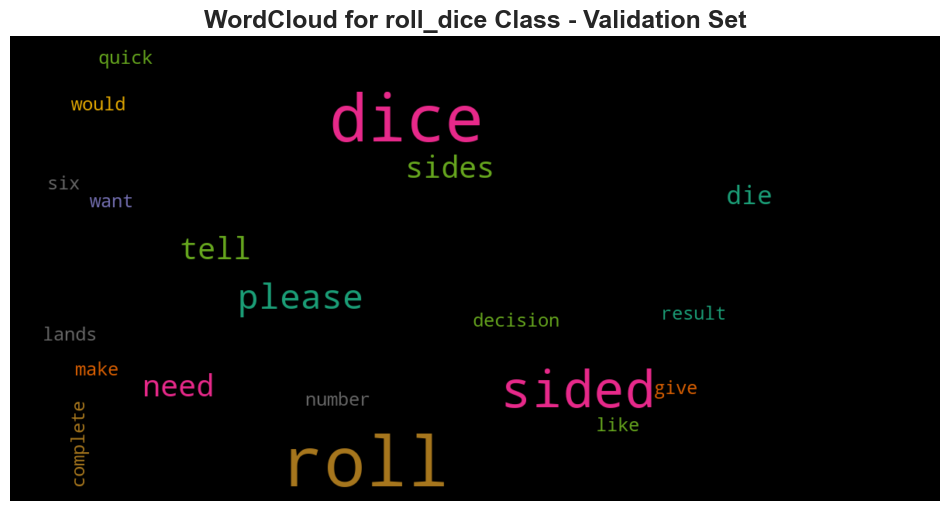 WordCloud for roll_dice Class - Validation Set
quick
would
dice
sides
six
want
die
tell
please
decision
result
lands
make
need
number
sided
give
like
complete
roll